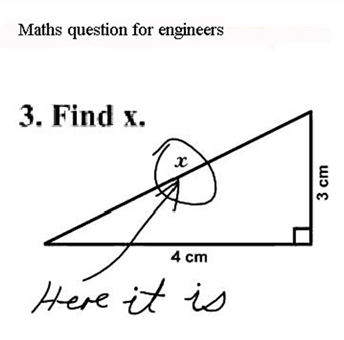 Maths question for engineers
3. Find x.
x
3 cm
4 cm
Here it is